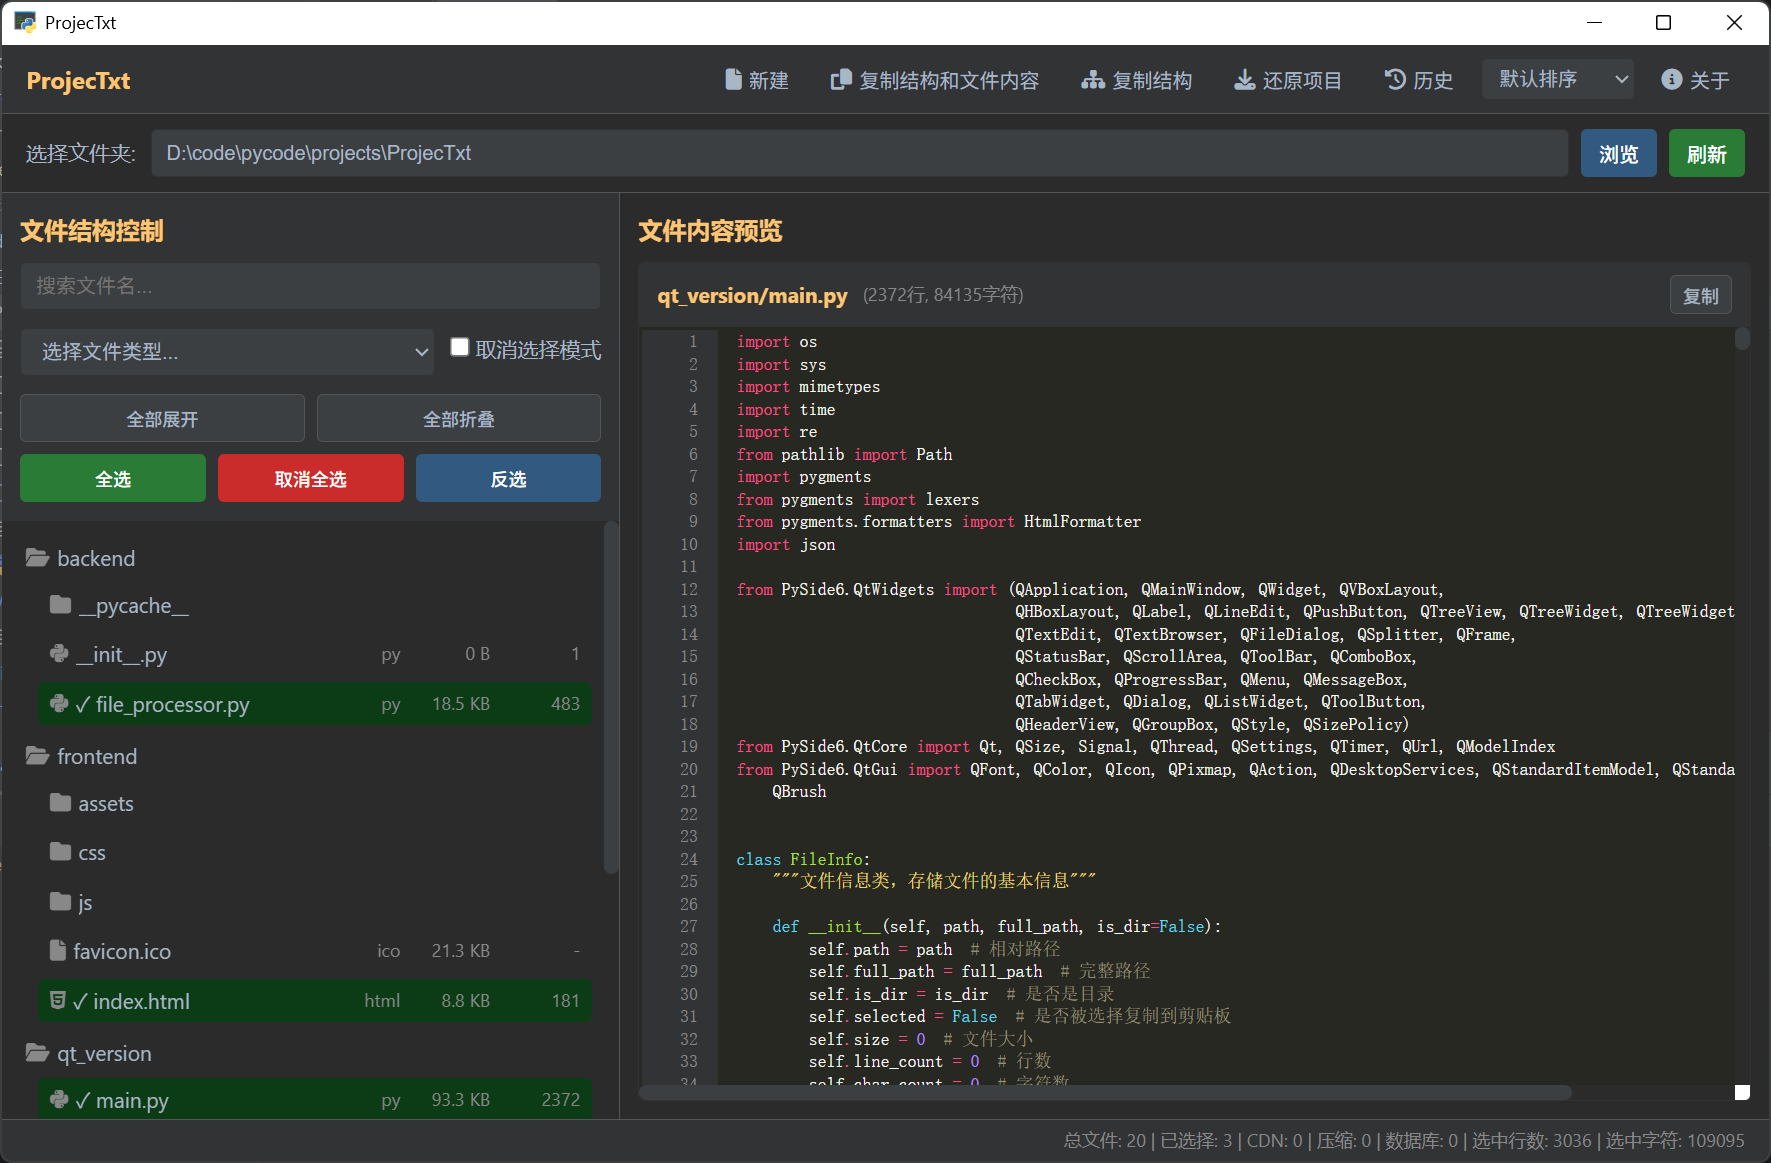 ProjecTxt
ProjecTxt
新建
复制结构和文件内容
复制结构
还原项目
历史
默认排序
关于
选择文件夹:
D:\code\pycode\projects\ProjecTxt
浏览
刷新
文件结构控制
搜索文件名...
选择文件类型...
取消选择模式
全部展开
全部折叠
全选
取消全选
反选
backend
__pycache__
__init__.py py 0 B 1
✓ file_processor.py py 18.5 KB 483
frontend
assets
css
js
favicon.ico ico 21.3 KB -
✓ index.html html 8.8 KB 181
qt_version
✓ main.py py 93.3 KB 2372
文件内容预览
qt_version/main.py (2372行, 84135字符)
复制
1 import os
2 import sys
3 import mimetypes
4 import time
5 import re
6 from pathlib import Path
7 import pygments
8 from pygments import lexers
9 from pygments.formatters import HtmlFormatter
10 import json
11
12 from PySide6.QtWidgets import (QApplication, QMainWindow, QWidget, QVBoxLayout,
13 QHBoxLayout, QLabel, QLineEdit, QPushButton, QTreeView, QTreeWidget, QTreeWidget
14 QTextEdit, QTextBrowser, QFileDialog, QSplitter, QFrame,
15 QStatusBar, QScrollArea, QToolBar, QComboBox,
16 QCheckBox, QProgressBar, QMenu, QMessageBox,
17 QTabWidget, QDialog, QListWidget, QToolButton,
18 QHeaderView, QGroupBox, QStyle, QSizePolicy)
19 from PySide6.QtCore import Qt, QSize, Signal, QThread, QSettings, QTimer, QUrl, QModelIndex
20 from PySide6.QtGui import QFont, QColor, QIcon, QPixmap, QAction, QDesktopServices, QStandardItemModel, QStanda
21 QBrush
22
23
24 class FileInfo:
25 """文件信息类，存储文件的基本信息"""
26
27 def __init__(self, path, full_path, is_dir=False):
28 self.path = path # 相对路径
29 self.full_path = full_path # 完整路径
30 self.is_dir = is_dir # 是否是目录
31 self.selected = False # 是否被选择复制到剪贴板
32 self.size = 0 # 文件大小
33 self.line_count = 0 # 行数
34 self.char_count = 0 # 字符数
总文件: 20 | 已选择: 3 | CDN: 0 | 压缩: 0 | 数据库: 0 | 选中行数: 3036 | 选中字符: 109095